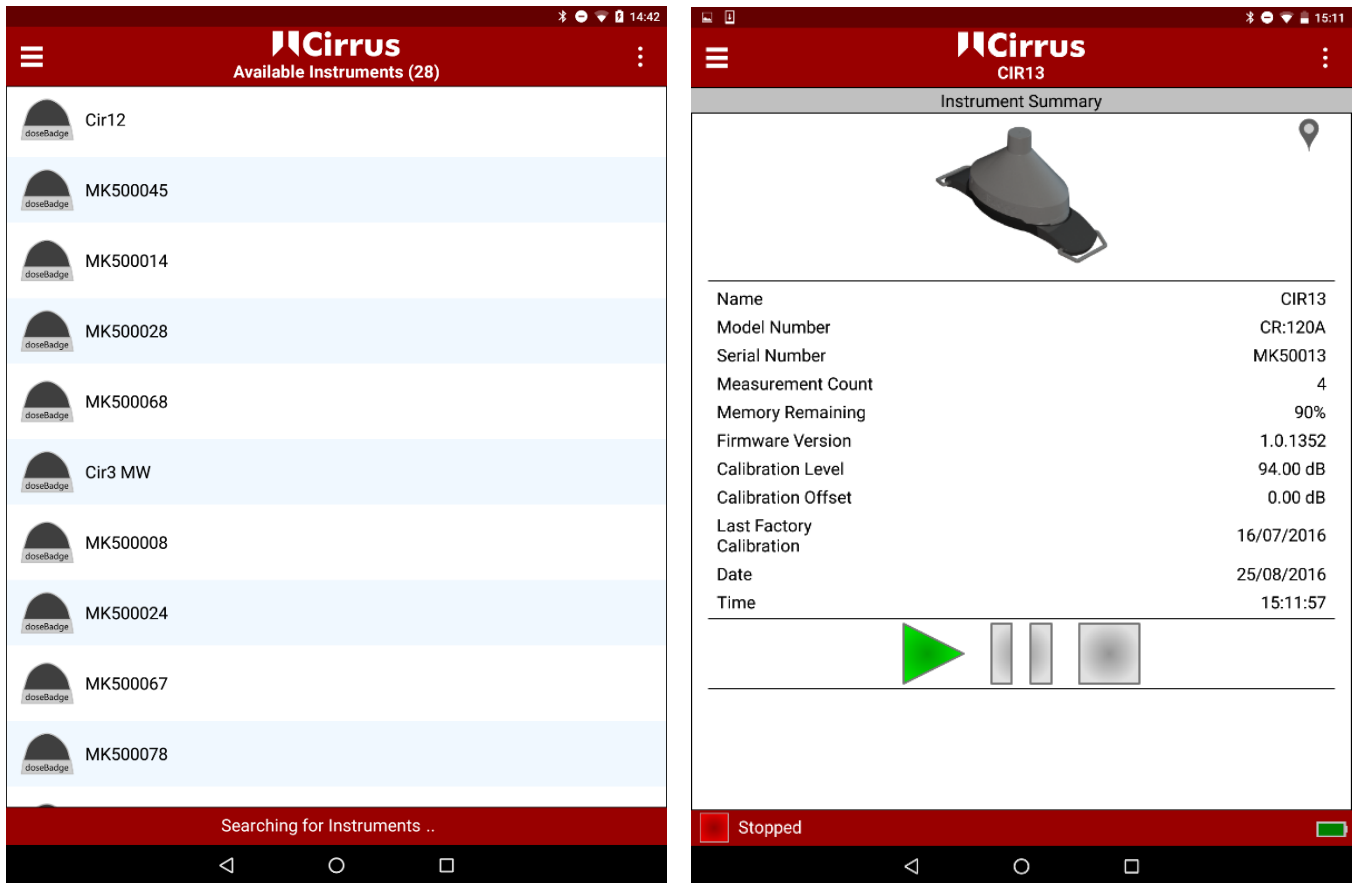 14:42
Cirrus
Available Instruments (28)
doseBadge
Cir12
doseBadge
MK500045
doseBadge
MK500014
doseBadge
MK500028
doseBadge
MK500068
doseBadge
Cir3 MW
doseBadge
MK500008
doseBadge
MK500024
doseBadge
MK500067
doseBadge
MK500078
Searching for Instruments ..
15:11
Cirrus
CIR13
Instrument Summary
Name CIR13
Model Number CR:120A
Serial Number MK50013
Measurement Count 4
Memory Remaining 90%
Firmware Version 1.0.1352
Calibration Level 94.00 dB
Calibration Offset 0.00 dB
Last Factory
Calibration 16/07/2016
Date 25/08/2016
Time 15:11:57
Stopped